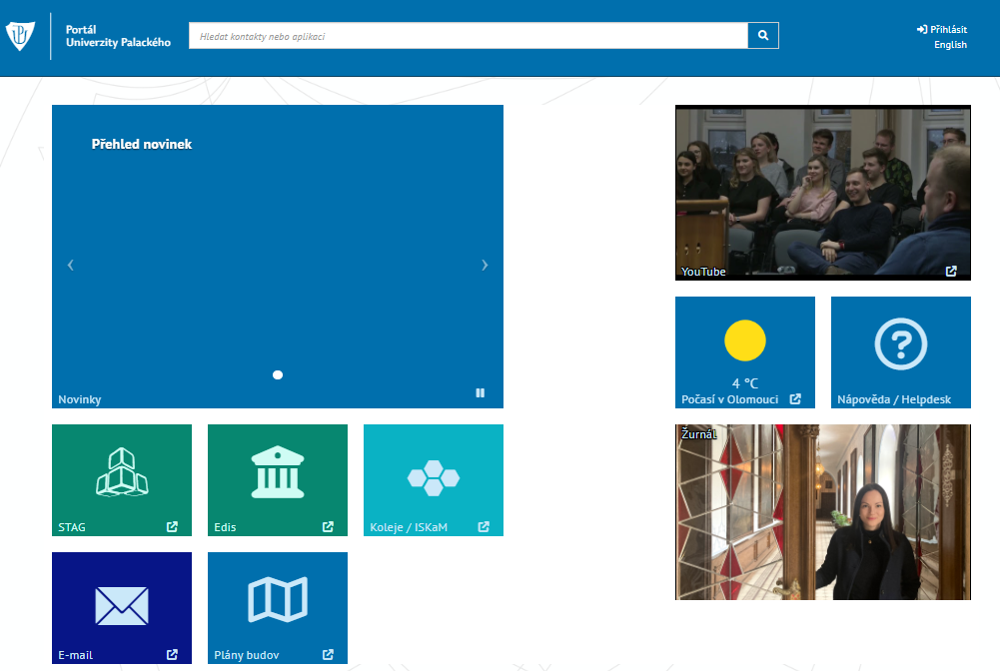 Portál
Univerzity Palackého
Hledat kontakty nebo aplikaci
Přihlásit
English
Přehled novinek
Novinky
YouTube
4 °C
Počasí v Olomouci
Nápověda / Helpdesk
Žurnál
STAG
Edis
Koleje / ISKaM
E-mail
Plány budov